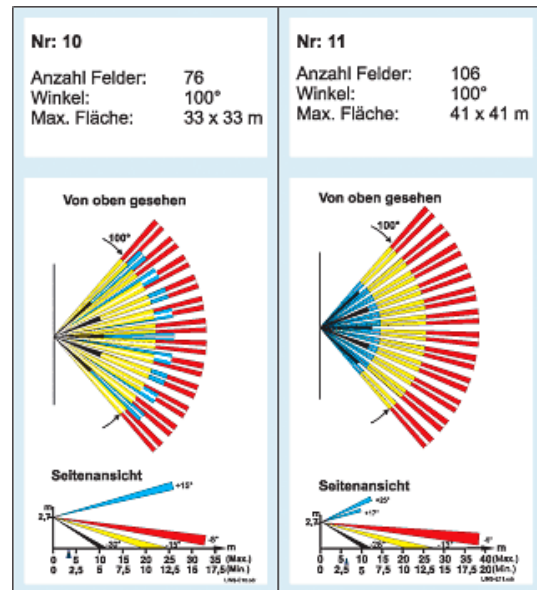 Nr: 10
Anzahl Felder: 76
Winkel: 100°
Max. Fläche: 33 x 33 m
Von oben gesehen
100°
Seitenansicht
+15°
m
2,7
-6°
-15°
-30°
m
0 5 10 15 20 25 30 35 (Max.)
0 2,5 5 7,5 10 12,5 15 17,5 (Min.)
Nr: 11
Anzahl Felder: 106
Winkel: 100°
Max. Fläche: 41 x 41 m
Von oben gesehen
100°
Seitenansicht
+25°
+17°
m
2,7
-6°
-15°
m
0 5 10 15 20 25 30 35 40 (Max.)
0 2,5 5 7,5 10 12,5 15 17,5 20 (Min.)